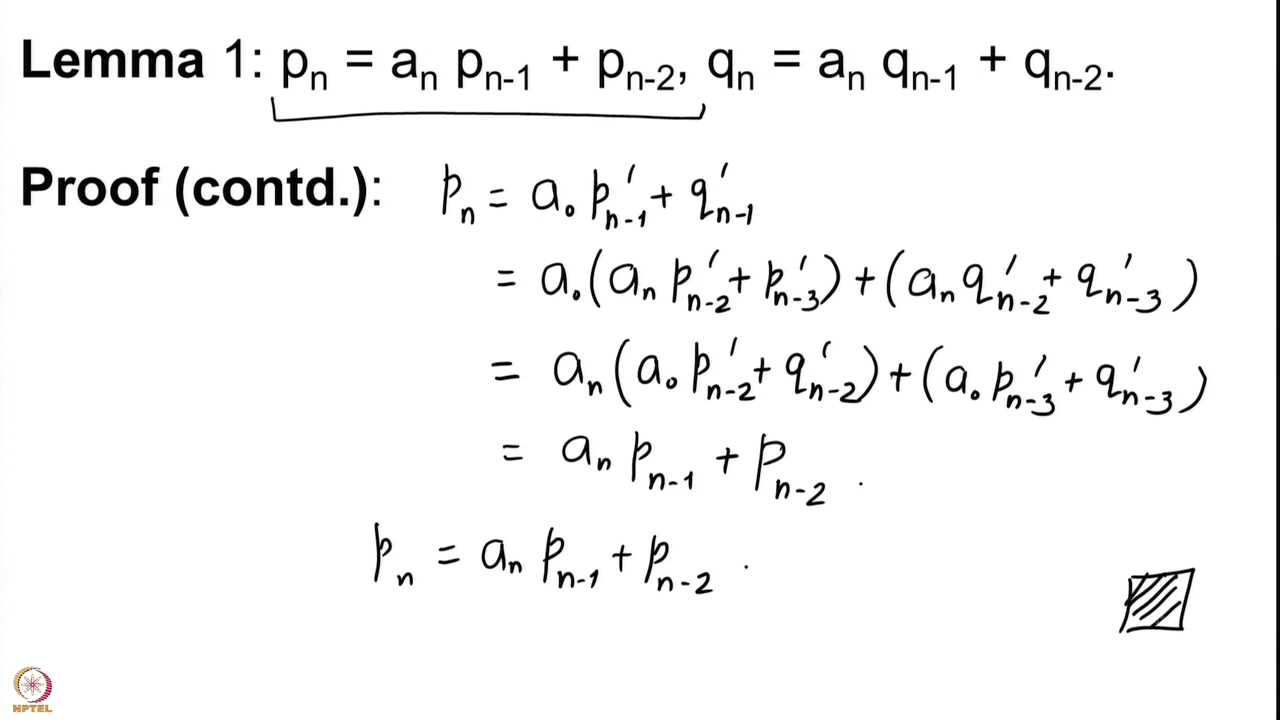 Lemma 1: pₙ = aₙ pₙ₋₁ + pₙ₋₂, qₙ = aₙ qₙ₋₁ + qₙ₋₂.
Proof (contd.): pₙ = a₀ p′ₙ₋₁ + q′ₙ₋₁
= a₀(aₙ p′ₙ₋₂ + p′ₙ₋₃) + (aₙ q′ₙ₋₂ + q′ₙ₋₃)
= aₙ(a₀ p′ₙ₋₂ + q′ₙ₋₂) + (a₀ p′ₙ₋₃ + q′ₙ₋₃)
= aₙ pₙ₋₁ + pₙ₋₂ .
pₙ = aₙ pₙ₋₁ + pₙ₋₂ .
NPTEL